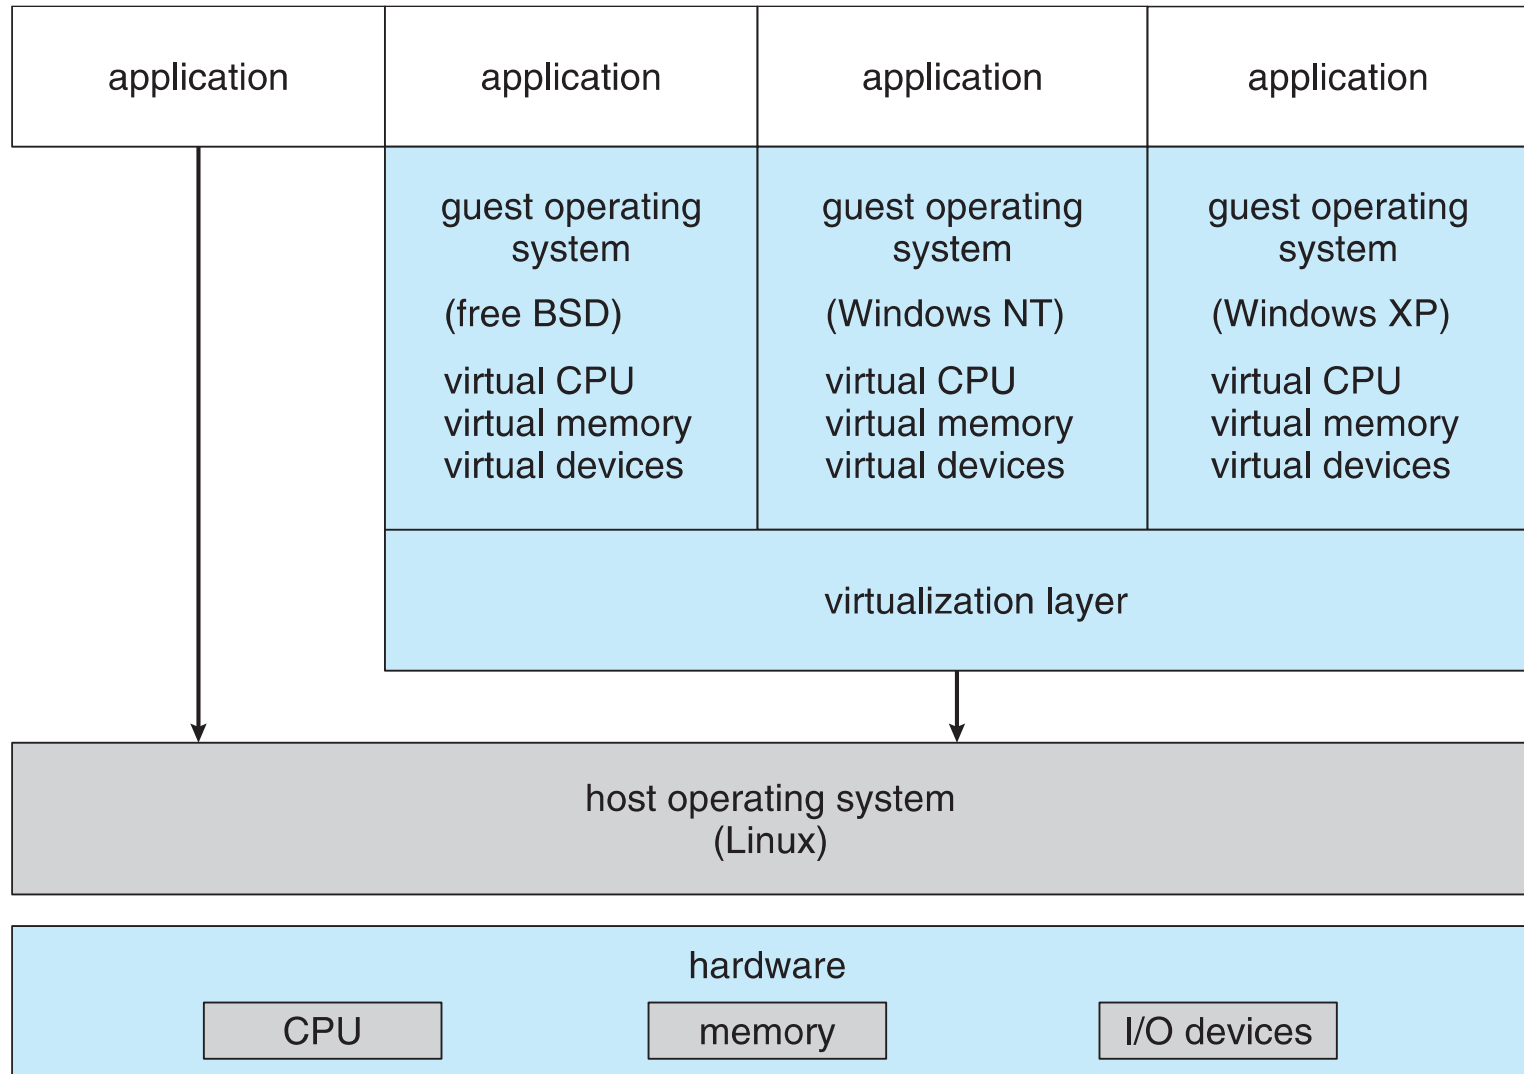 application
application
application
application
guest operating
system
(free BSD)
virtual CPU
virtual memory
virtual devices
guest operating
system
(Windows NT)
virtual CPU
virtual memory
virtual devices
guest operating
system
(Windows XP)
virtual CPU
virtual memory
virtual devices
virtualization layer
host operating system
(Linux)
hardware
CPU
memory
I/O devices